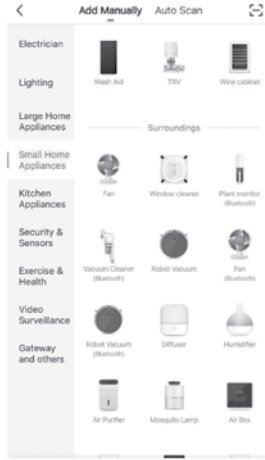 Add Manually Auto Scan
Electrician
Lighting
Large Home
Appliances
Small Home
Appliances
Kitchen
Appliances
Security &
Sensors
Exercise &
Health
Video
Surveillance
Gateway
and others
Wash Aid TRV Wine cabinet
Surroundings
Fan Window cleaner Plant monitor
(Bluetooth)
Vacuum Cleaner Robot Vacuum Fan
(Bluetooth) (Bluetooth)
Robot Vacuum Diffuser Humidifier
(Bluetooth)
Air Purifier Mosquito Lamp Air Box